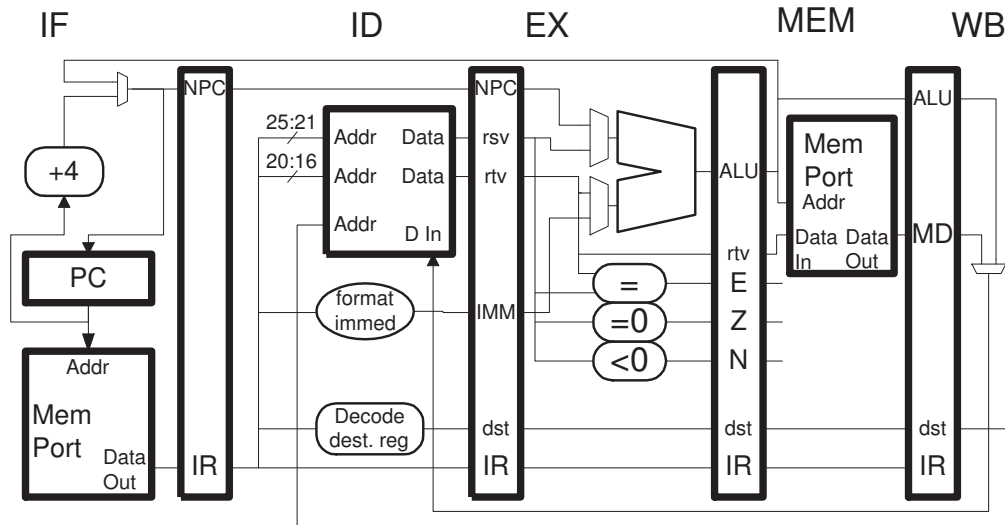 IF ID EX MEM WB
NPC
NPC
ALU
25:21
Addr Data
rsv
20:16
Addr Data
rtv
Addr
D In
+4
PC
Addr
Mem
Port
Data
Out
IR
format
immed
IMM
Decode
dest. reg
dst
IR
=
=0
<0
ALU
rtv
E
Z
N
dst
IR
Mem
Port
Addr
Data Data
In Out
MD
dst
IR